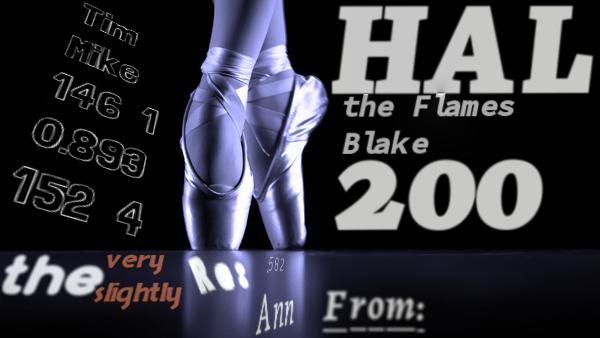 Tim
Mike
146 1
0.893
152 4
HAL
the Flames
Blake
200
the
very
slightly
Res
.582
Ann
From: